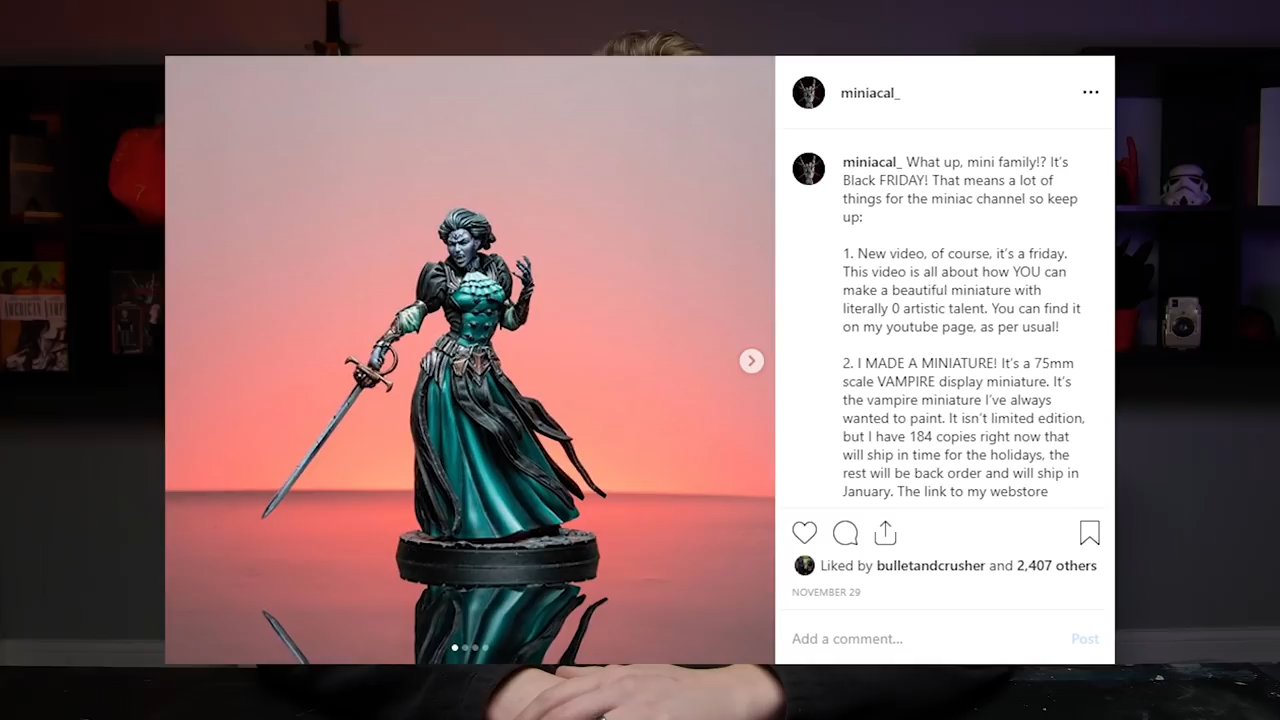 miniacal_
miniacal_ What up, mini family!? It's
Black FRIDAY! That means a lot of
things for the miniac channel so keep
up:
1. New video, of course, it's a friday.
This video is all about how YOU can
make a beautiful miniature with
literally 0 artistic talent. You can find it
on my youtube page, as per usual!
2. I MADE A MINIATURE! It's a 75mm
scale VAMPIRE display miniature. It's
the vampire miniature I've always
wanted to paint. It isn't limited edition,
but I have 184 copies right now that
will ship in time for the holidays, the
rest will be back order and will ship in
January. The link to my webstore
Liked by bulletandcrusher and 2,407 others
NOVEMBER 29
Add a comment...
Post